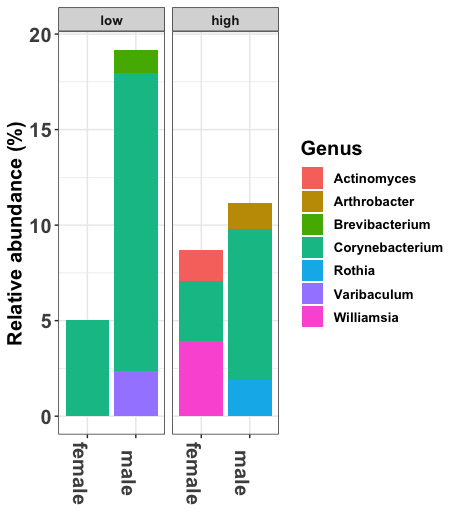 low
high
Relative abundance (%)
20
15
10
5
0
female
male
female
male
Genus
Actinomyces
Arthrobacter
Brevibacterium
Corynebacterium
Rothia
Varibaculum
Williamsia